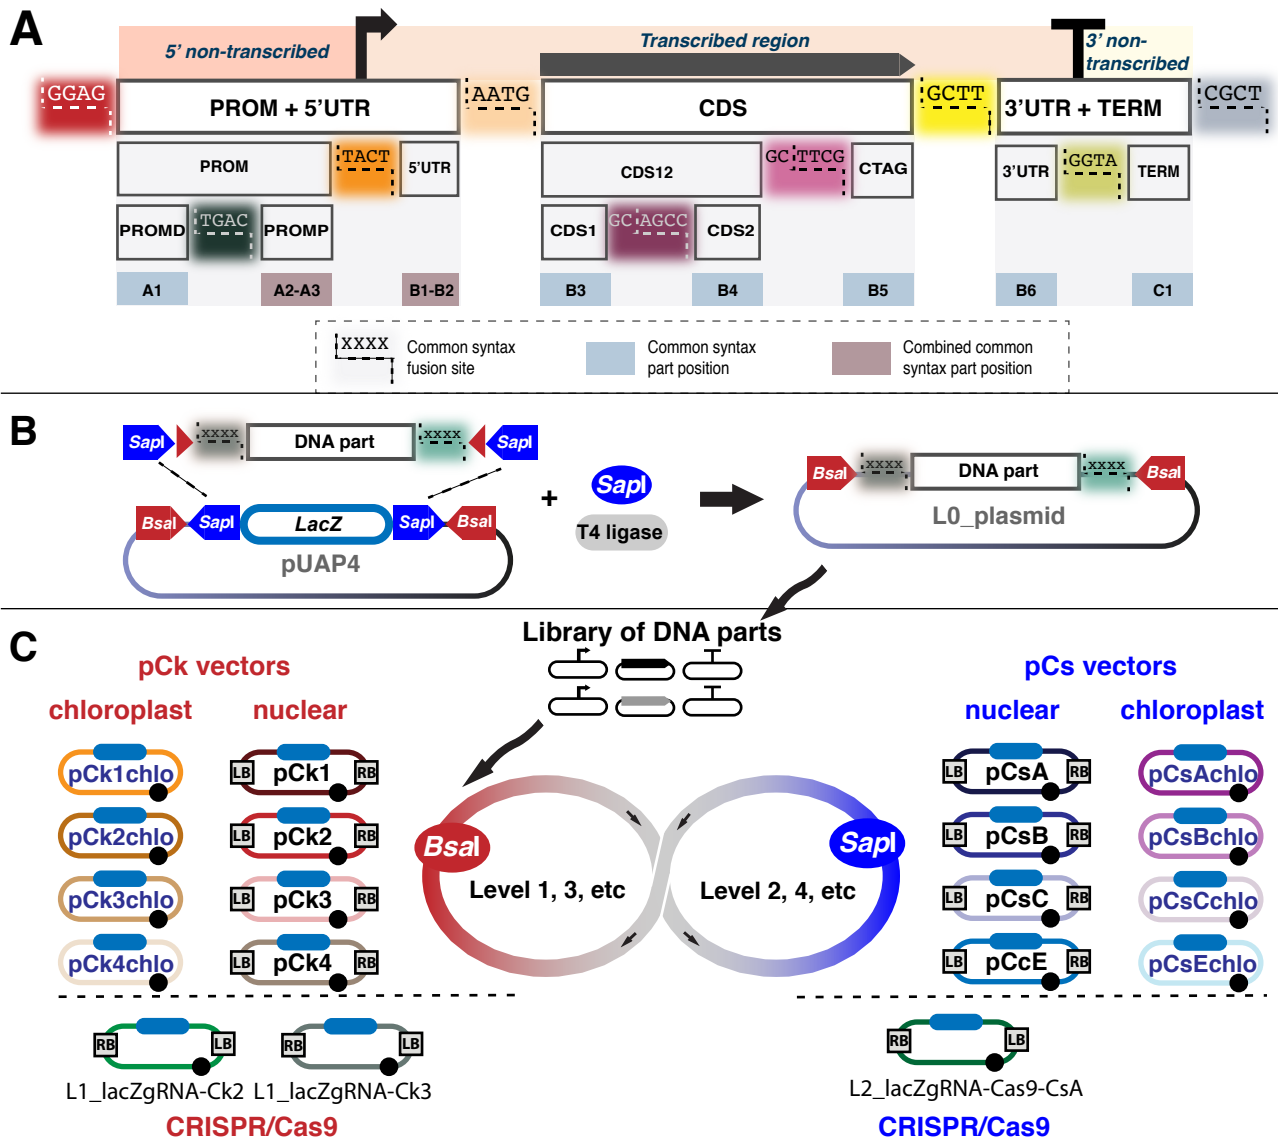 A
5’ non-transcribed
Transcribed region
3’ non-
transcribed
GGAG
PROM + 5’UTR
AATG
CDS
GCTT
3’UTR + TERM
CGCT
PROM
TACT
5’UTR
CDS12
GC TTCG
CTAG
3’UTR
GGTA
TERM
PROMD
TGAC
PROMP
CDS1
GC AGCC
CDS2
A1
A2-A3
B1-B2
B3
B4
B5
B6
C1
xxxx
Common syntax
fusion site
Common syntax
part position
Combined common
syntax part position
B
SapI
xxxx
DNA part
xxxx
SapI
BsaI
SapI
LacZ
SapI
BsaI
pUAP4
+
SapI
T4 ligase
BsaI
xxxx
DNA part
xxxx
BsaI
L0_plasmid
C
Library of DNA parts
pCk vectors
chloroplast
nuclear
pCs vectors
nuclear
chloroplast
pCk1chlo
LB
pCk1
RB
LB
pCsA
RB
pCsAchlo
pCk2chlo
LB
pCk2
RB
BsaI
SapI
LB
pCsB
RB
pCsBchlo
pCk3chlo
LB
pCk3
RB
Level 1, 3, etc
Level 2, 4, etc
LB
pCsC
RB
pCsCchlo
pCk4chlo
LB
pCk4
RB
LB
pCcE
RB
pCsEchlo
RB
LB
RB
LB
RB
LB
L1_lacZgRNA-Ck2
L1_lacZgRNA-Ck3
L2_lacZgRNA-Cas9-CsA
CRISPR/Cas9
CRISPR/Cas9